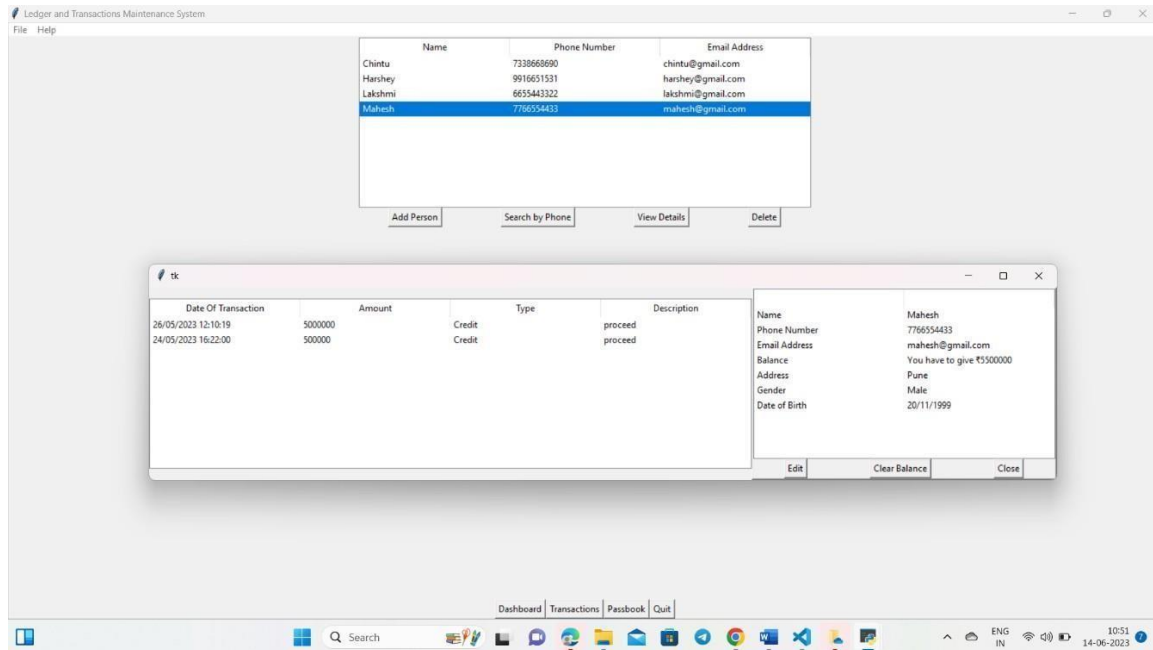 Ledger and Transactions Maintenance System
File Help
Name Phone Number Email Address
Chintu 7338668690 chintu@gmail.com
Harshey 9916651531 harshey@gmail.com
Lakshmi 6655443322 lakshmi@gmail.com
Mahesh 7766554433 mahesh@gmail.com
Add Person Search by Phone View Details Delete
tk
Date Of Transaction Amount Type Description
26/05/2023 12:10:19 5000000 Credit proceed
24/05/2023 16:22:00 500000 Credit proceed
Name Mahesh
Phone Number 7766554433
Email Address mahesh@gmail.com
Balance You have to give ₹5500000
Address Pune
Gender Male
Date of Birth 20/11/1999
Edit Clear Balance Close
Dashboard Transactions Passbook Quit
Search
ENG
IN
10:51
14-06-2023